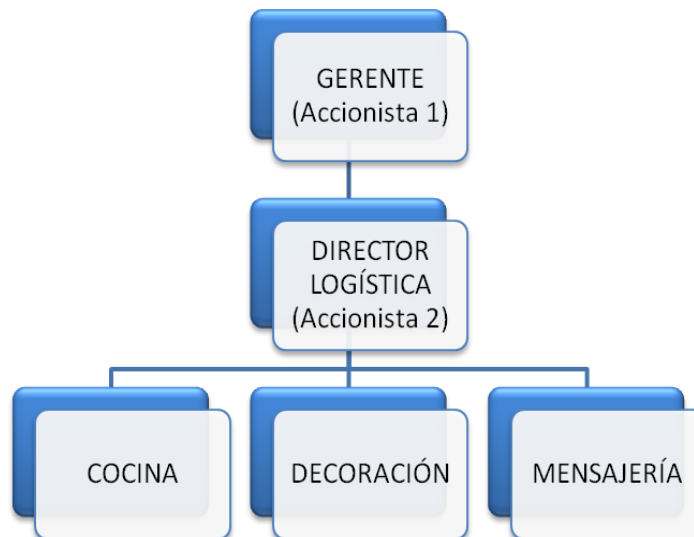 GERENTE
(Accionista 1)
DIRECTOR
LOGÍSTICA
(Accionista 2)
COCINA
DECORACIÓN
MENSAJERÍA